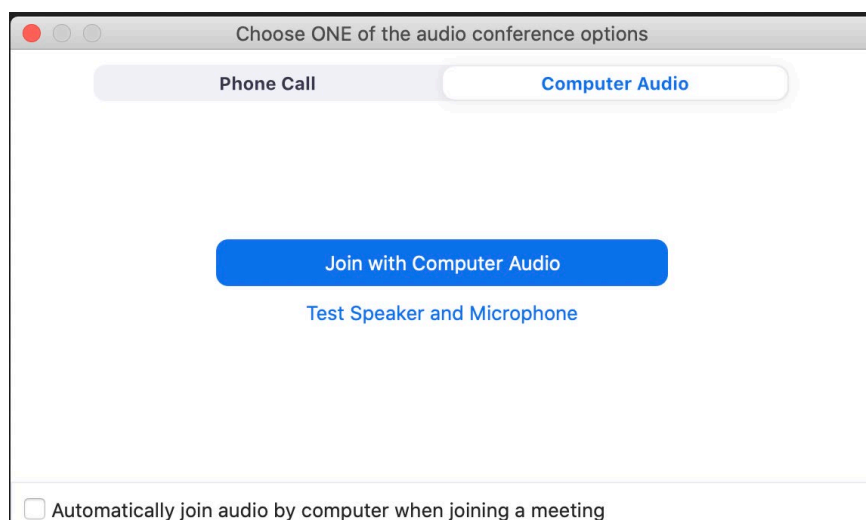 Choose ONE of the audio conference options
Phone Call Computer Audio
Join with Computer Audio
Test Speaker and Microphone
Automatically join audio by computer when joining a meeting